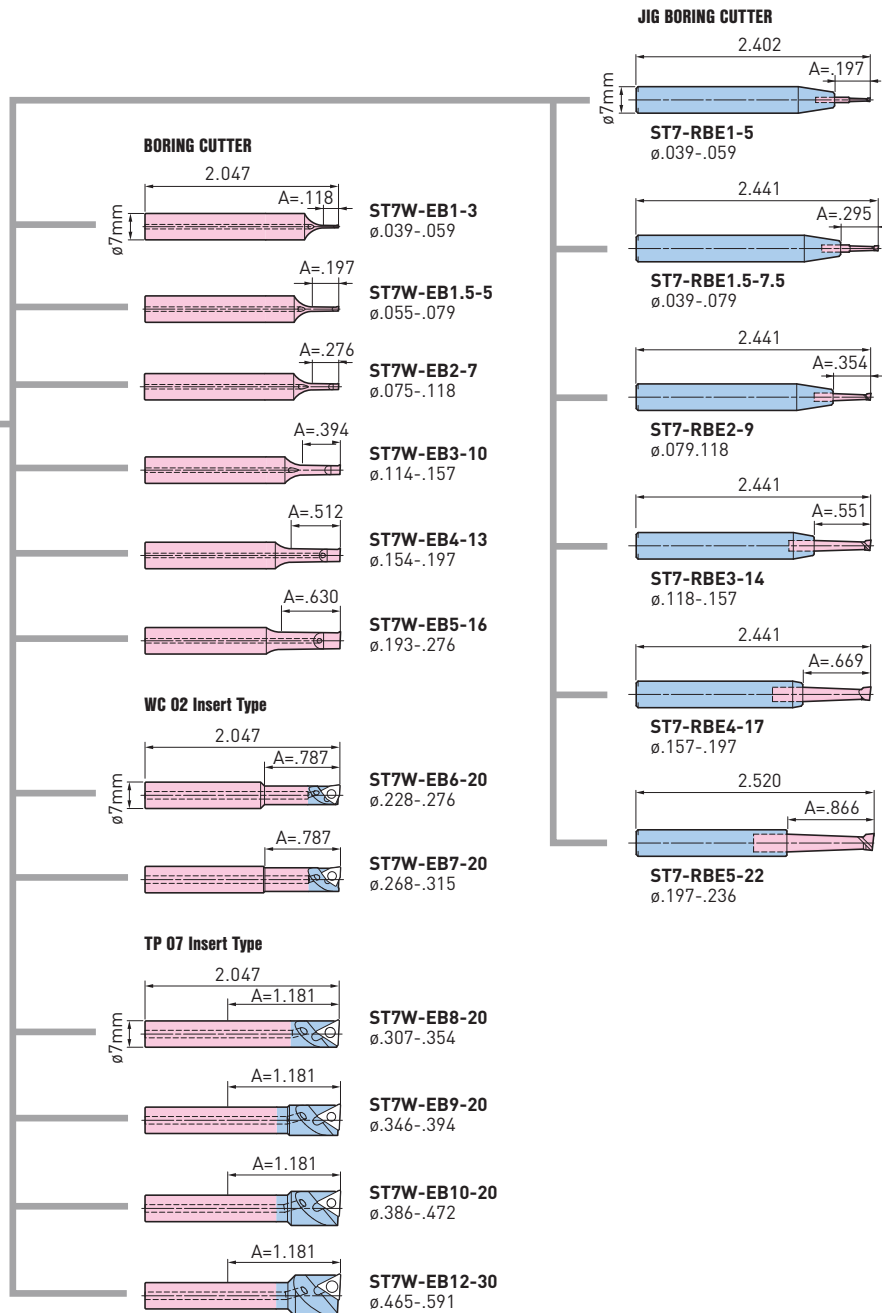 BORING CUTTER
2.047
A=.118
ø7mm
ST7W-EB1-3
ø.039-.059
A=.197
ST7W-EB1.5-5
ø.055-.079
A=.276
ST7W-EB2-7
ø.075-.118
A=.394
ST7W-EB3-10
ø.114-.157
A=.512
ST7W-EB4-13
ø.154-.197
A=.630
ST7W-EB5-16
ø.193-.276
WC 02 Insert Type
2.047
A=.787
ø7mm
ST7W-EB6-20
ø.228-.276
A=.787
ST7W-EB7-20
ø.268-.315
TP 07 Insert Type
2.047
A=1.181
ø7mm
ST7W-EB8-20
ø.307-.354
A=1.181
ST7W-EB9-20
ø.346-.394
A=1.181
ST7W-EB10-20
ø.386-.472
A=1.181
ST7W-EB12-30
ø.465-.591
JIG BORING CUTTER
2.402
A=.197
ø7mm
ST7-RBE1-5
ø.039-.059
2.441
A=.295
ST7-RBE1.5-7.5
ø.039-.079
2.441
A=.354
ST7-RBE2-9
ø.079.118
2.441
A=.551
ST7-RBE3-14
ø.118-.157
2.441
A=.669
ST7-RBE4-17
ø.157-.197
2.520
A=.866
ST7-RBE5-22
ø.197-.236